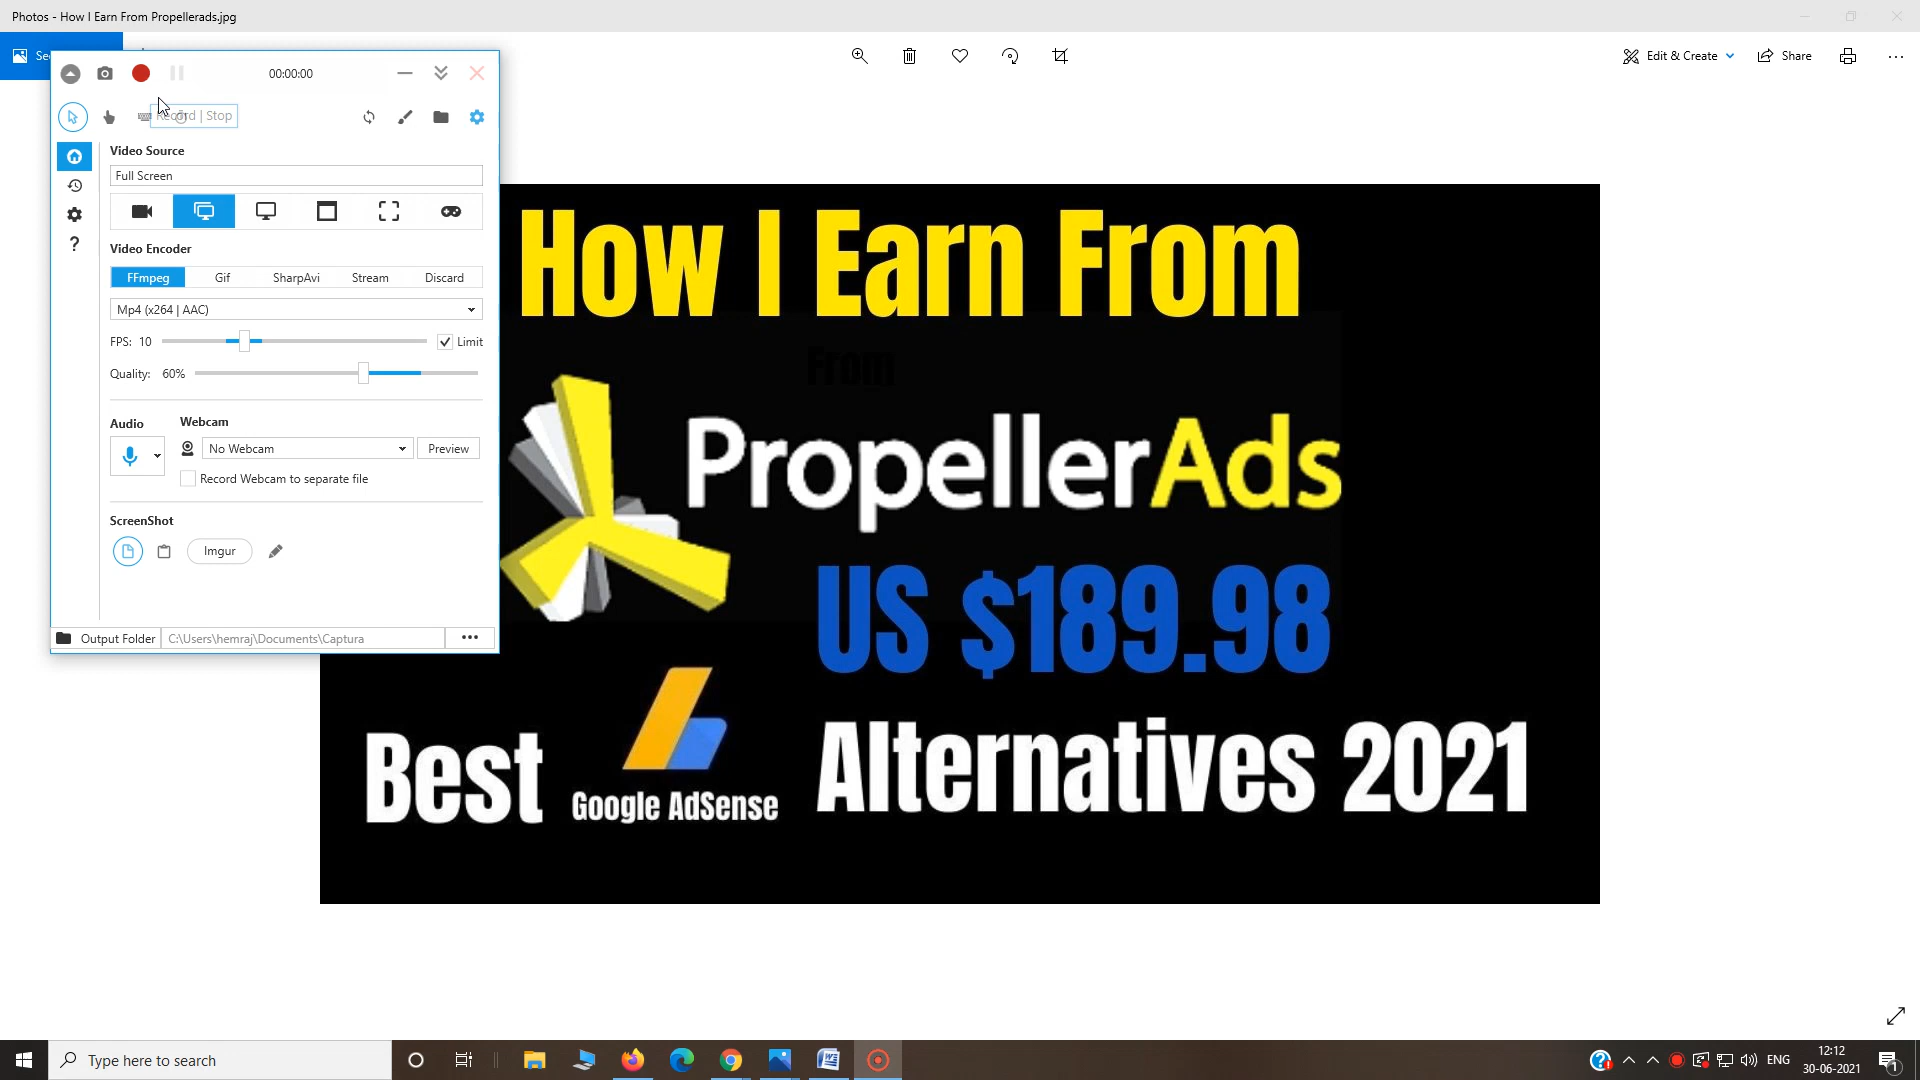 Photos - How I Earn From Propellerads.jpg
Edit & Create
Share
00:00:00
Record | Stop
Video Source
Full Screen
Video Encoder
FFmpeg
Gif
SharpAvi
Stream
Discard
Mp4 (x264 | AAC)
FPS: 10
Limit
Quality: 60%
Audio
Webcam
No Webcam
Preview
Record Webcam to separate file
ScreenShot
Imgur
Output Folder
C:\Users\hemraj\Documents\Captura
How I Earn From
From
PropellerAds
US $189.98
Best
Google AdSense
Alternatives 2021
Type here to search
ENG
12:12
30-06-2021
1